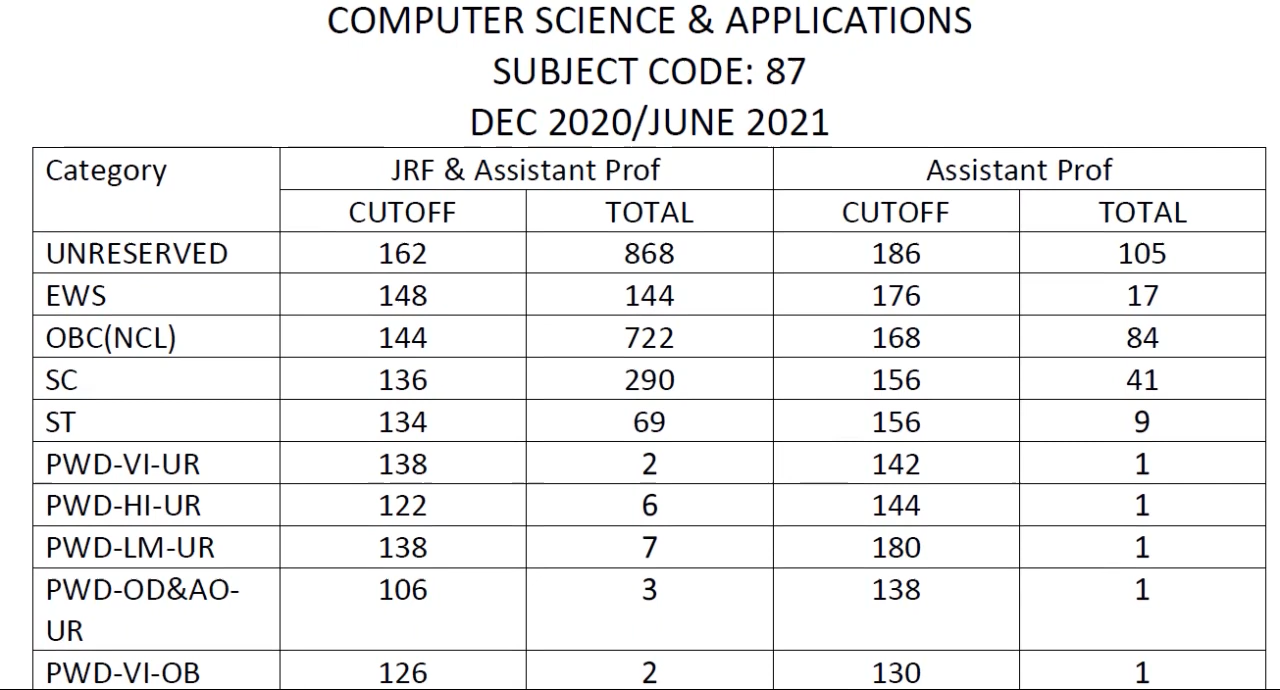 COMPUTER SCIENCE & APPLICATIONS
SUBJECT CODE: 87
DEC 2020/JUNE 2021
Category JRF & Assistant Prof Assistant Prof
CUTOFF TOTAL CUTOFF TOTAL
UNRESERVED 162 868 186 105
EWS 148 144 176 17
OBC(NCL) 144 722 168 84
SC 136 290 156 41
ST 134 69 156 9
PWD-VI-UR 138 2 142 1
PWD-HI-UR 122 6 144 1
PWD-LM-UR 138 7 180 1
PWD-OD&AO- 106 3 138 1
UR
PWD-VI-OB 126 2 130 1